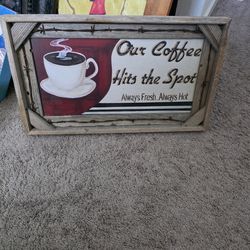 Our Coffee
Hits the Spot
Always Fresh, Always Hot